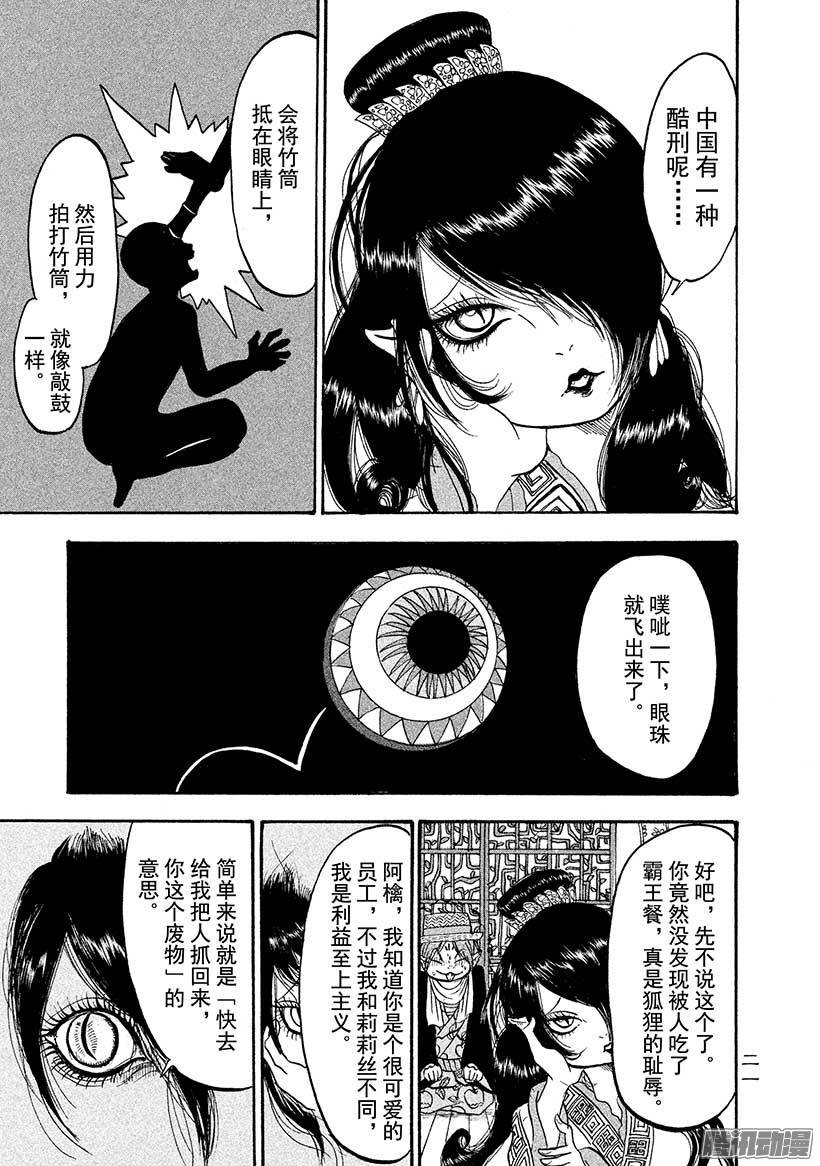 中国有一种
酷刑呢……
会将竹筒
抵在眼睛上，
然后用力
拍打竹筒，
就像敲鼓
一样。
噗呲一下，眼珠
就飞出来了。
好吧，先不说这个了。
你竟然没发现被人吃了
霸王餐，真是狐狸的耻辱。
阿檎，我知道你是个很可爱的
员工，不过我和莉莉丝不同，
我是利益至上主义。
简单来说就是「快去
给我把人抓回来，
你这个废物」的
意思。
二一
腾讯动漫